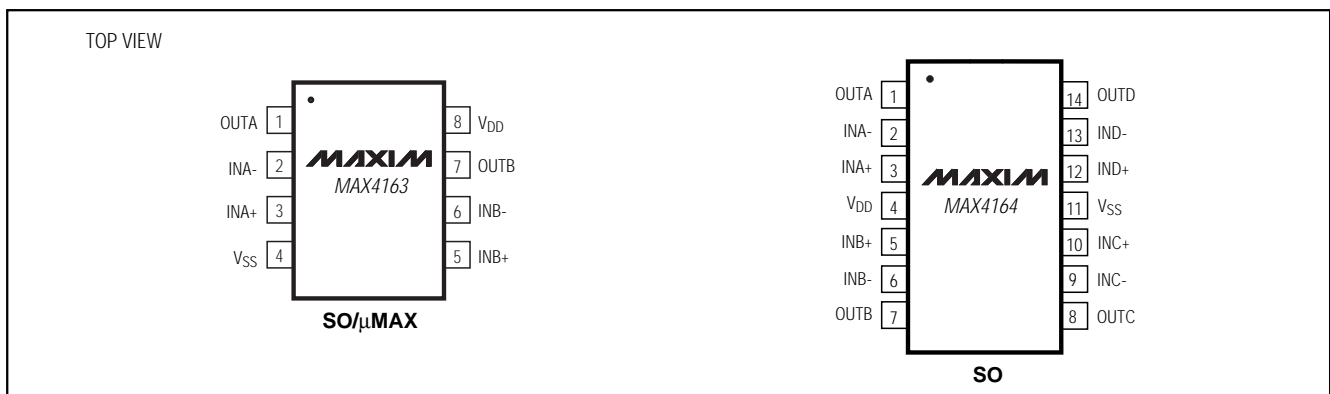 TOP VIEW
OUTA 1
INA- 2
INA+ 3
VSS 4
8 VDD
7 OUTB
6 INB-
5 INB+
MAXIM
MAX4163
SO/μMAX
OUTA 1
INA- 2
INA+ 3
VDD 4
INB+ 5
INB- 6
OUTB 7
14 OUTD
13 IND-
12 IND+
11 VSS
10 INC+
9 INC-
8 OUTC
MAXIM
MAX4164
SO